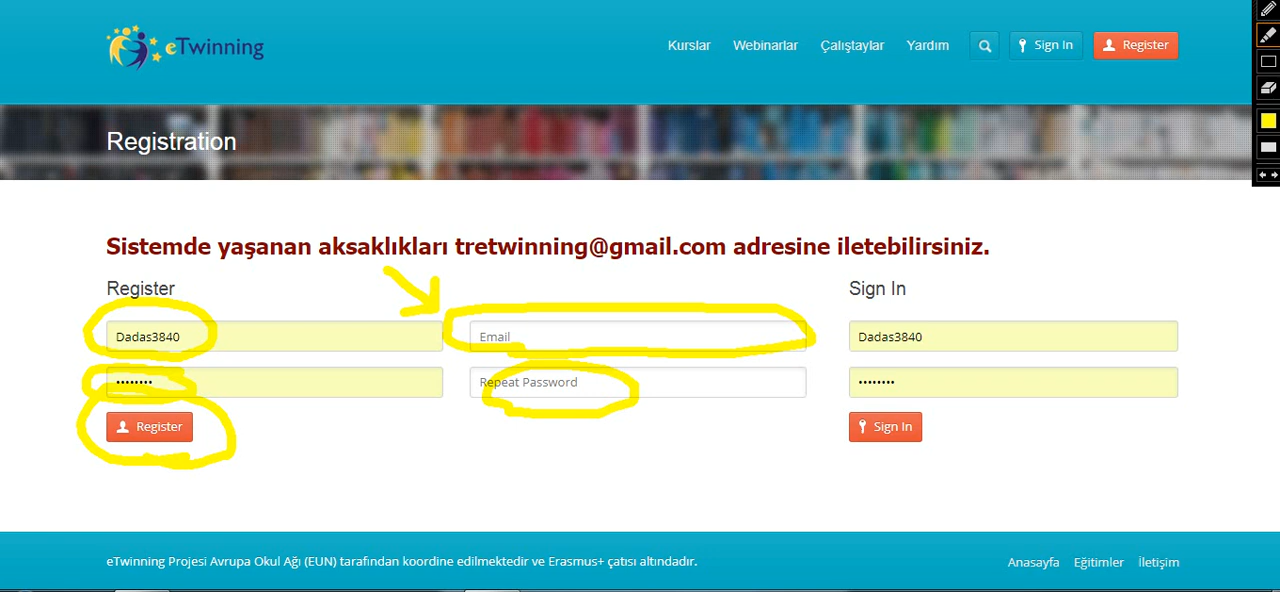 eTwinning
Kurslar Webinarlar Çalıştaylar Yardım Sign In Register
Registration
Sistemde yaşanan aksaklıkları tretwinning@gmail.com adresine iletebilirsiniz.
Register Sign In
Dadas3840 Email Dadas3840
•••••••• Repeat Password ••••••••
Register Sign In
eTwinning Projesi Avrupa Okul Ağı (EUN) tarafından koordine edilmektedir ve Erasmus+ çatısı altındadır. Anasayfa Eğitimler İletişim